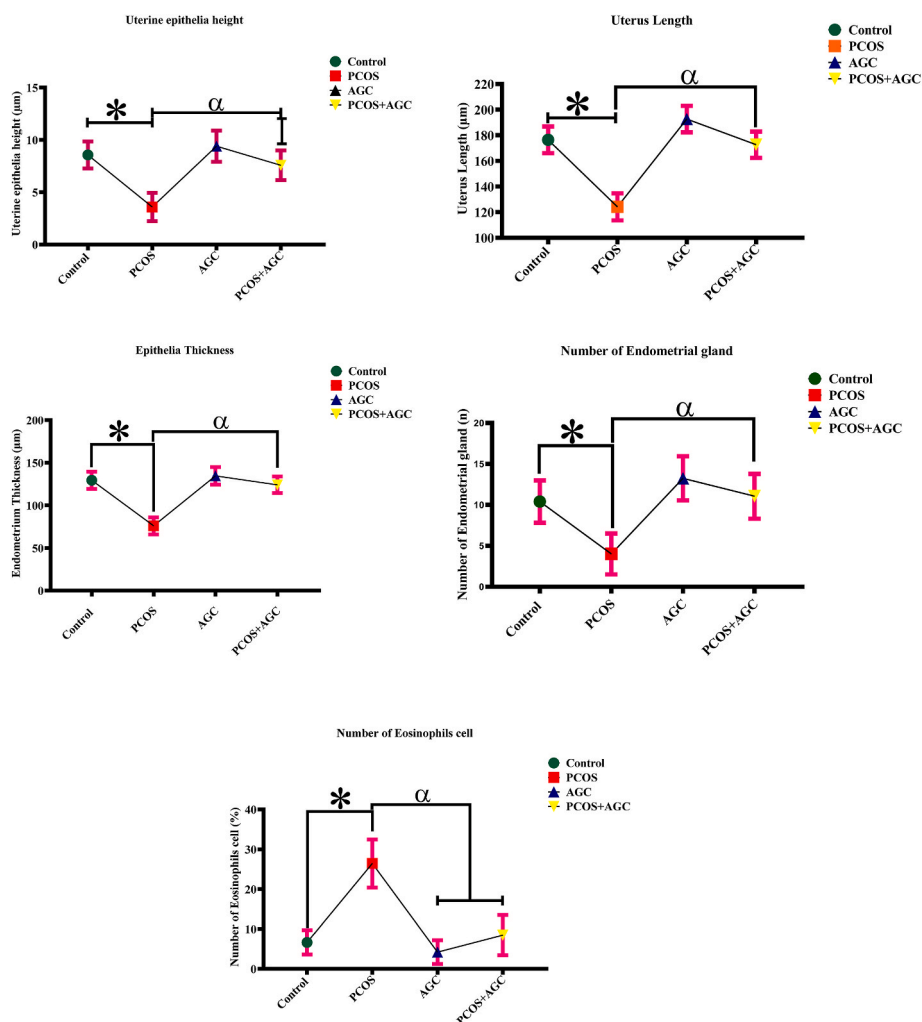 Uterine epithelia height
Control
PCOS
AGC
PCOS+AGC
Uterine epithelia height (µm)
15
10
5
0
*
α
Control
PCOS
AGC
PCOS+AGC
Uterus Length
Control
PCOS
AGC
PCOS+AGC
Uterus Length (µm)
220
200
180
160
140
120
100
*
α
Control
PCOS
AGC
PCOS+AGC
Epithelia Thickness
Control
PCOS
AGC
PCOS+AGC
Endometrium Thickness (µm)
200
150
100
50
0
*
α
Control
PCOS
AGC
PCOS+AGC
Number of Endometrial gland
Control
PCOS
AGC
PCOS+AGC
Number of Endometrial gland (n)
20
15
10
5
0
*
α
Control
PCOS
AGC
PCOS+AGC
Number of Eosinophils cell
Control
PCOS
AGC
PCOS+AGC
Number of Eosinophils cell (%)
40
30
20
10
0
*
α
Control
PCOS
AGC
PCOS+AGC